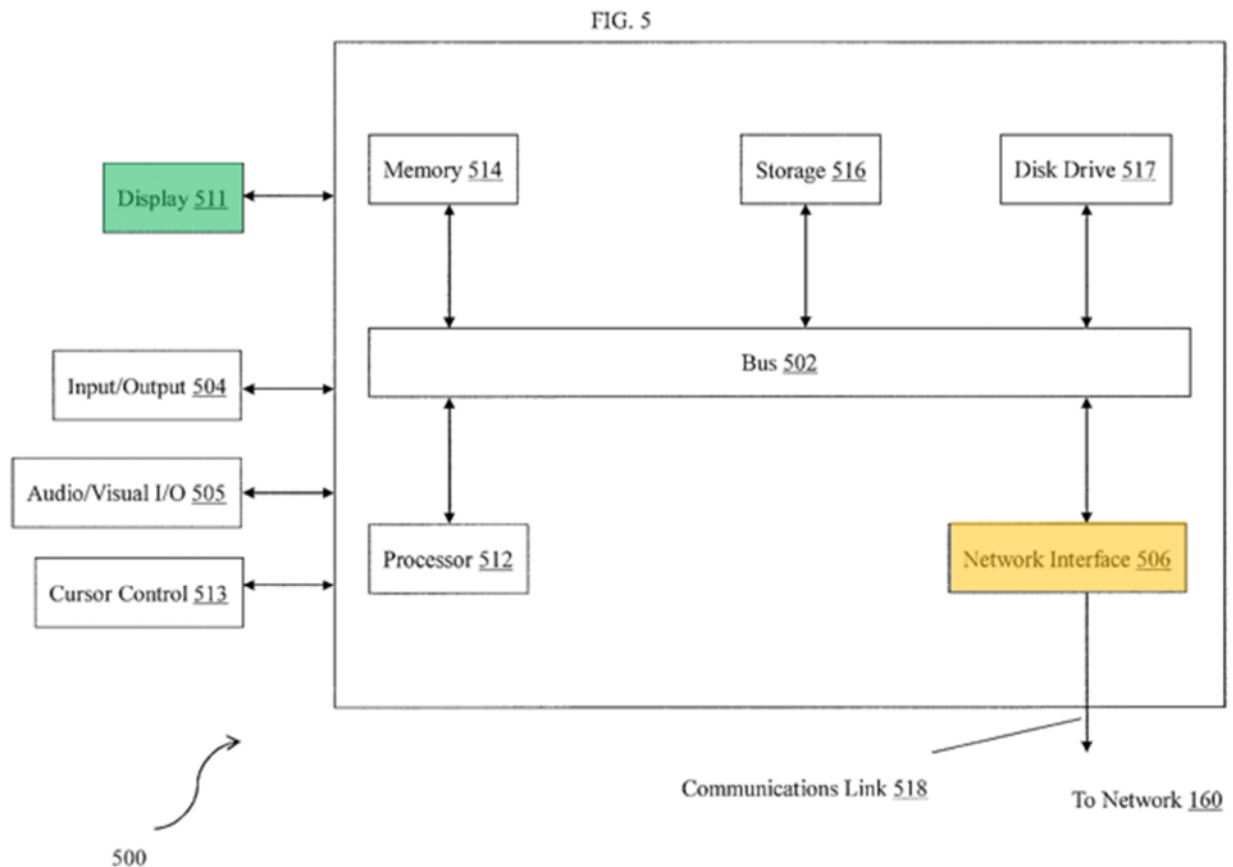 FIG. 5
Memory 514
Storage 516
Disk Drive 517
Display 511
Bus 502
Input/Output 504
Audio/Visual I/O 505
Processor 512
Network Interface 506
Cursor Control 513
Communications Link 518
To Network 160
500